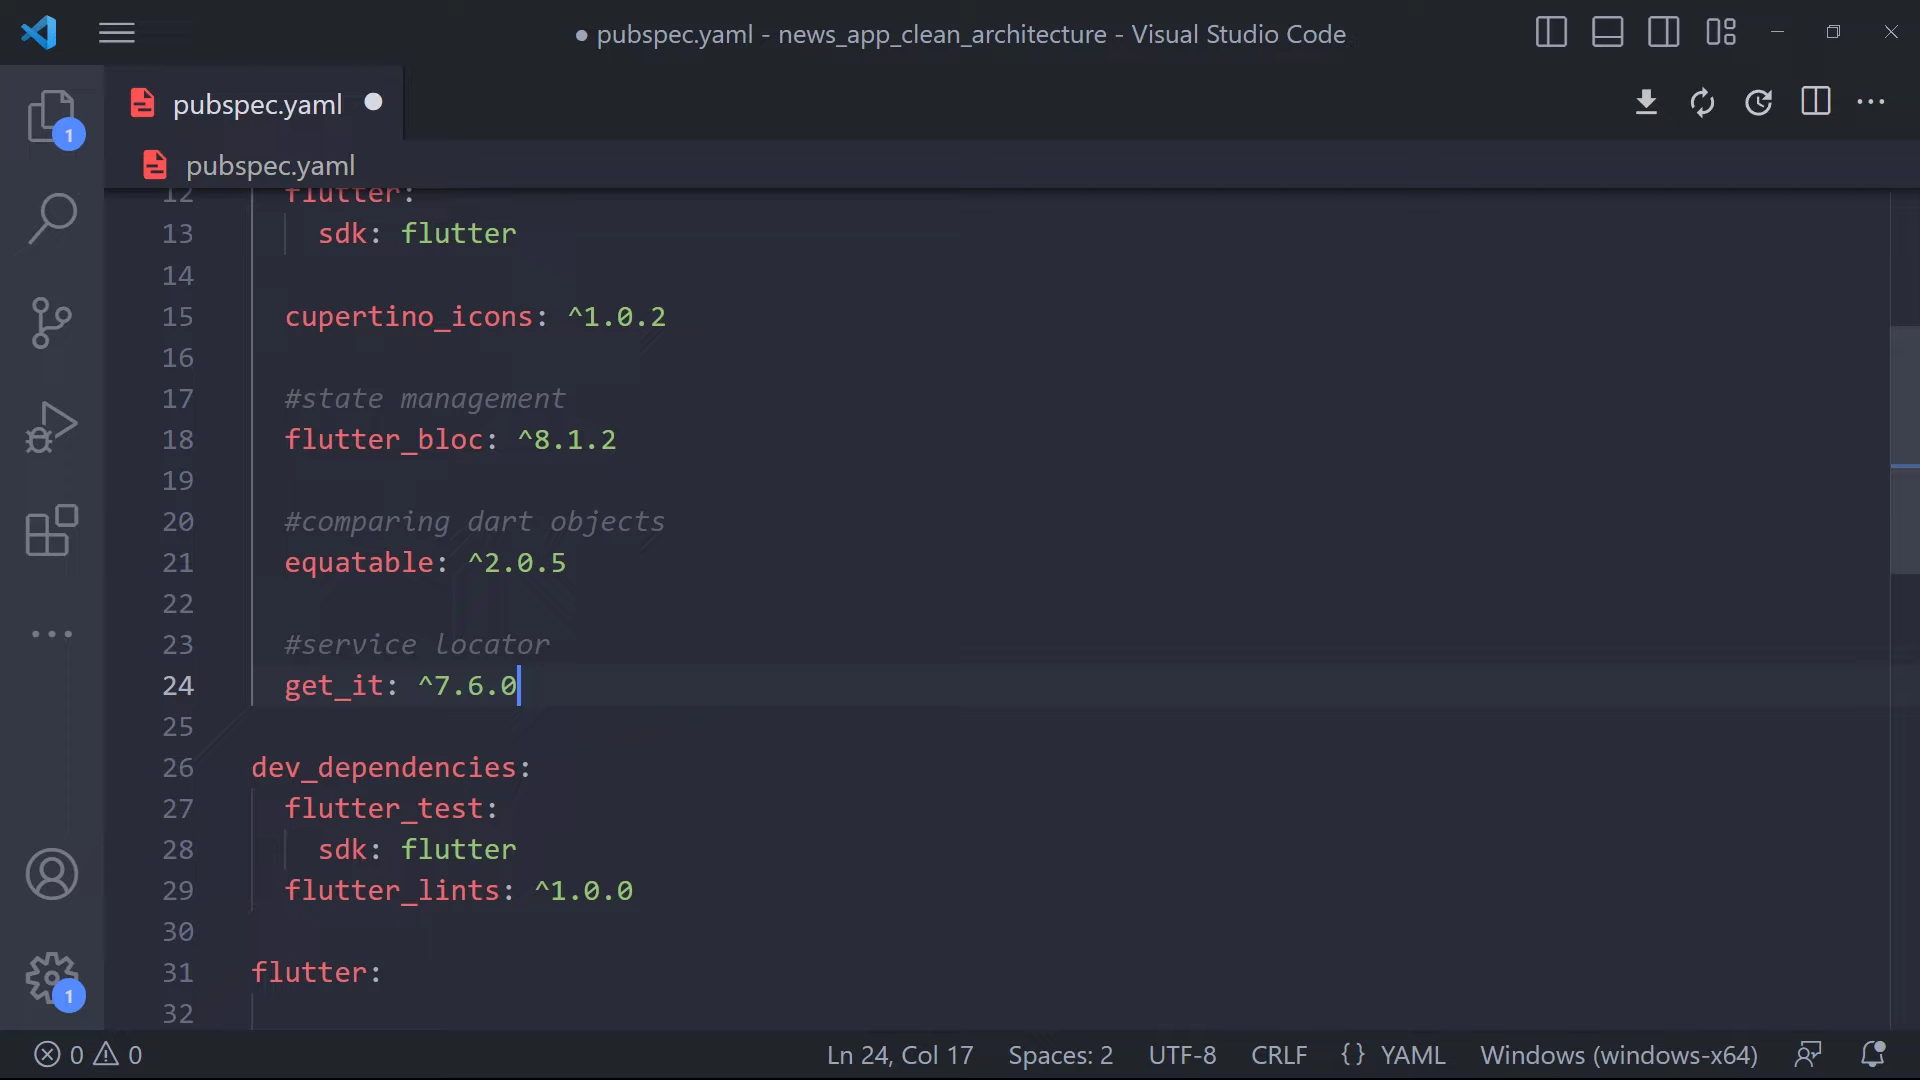 ● pubspec.yaml - news_app_clean_architecture - Visual Studio Code
pubspec.yaml
pubspec.yaml
1
12 flutter:
13 sdk: flutter
14
15 cupertino_icons: ^1.0.2
16
17 #state management
18 flutter_bloc: ^8.1.2
19
20 #comparing dart objects
21 equatable: ^2.0.5
22
23 #service locator
24 get_it: ^7.6.0
25
26 dev_dependencies:
27 flutter_test:
28 sdk: flutter
29 flutter_lints: ^1.0.0
30
31 flutter:
32
1
0 0 Ln 24, Col 17 Spaces: 2 UTF-8 CRLF {} YAML Windows (windows-x64)